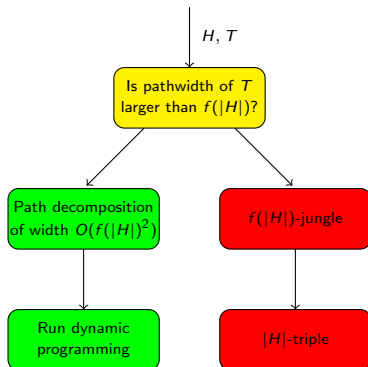 H, T
Is pathwidth of T
larger than f(|H|)?
Path decomposition
of width O(f(|H|)²)
f(|H|)-jungle
Run dynamic
programming
|H|-triple